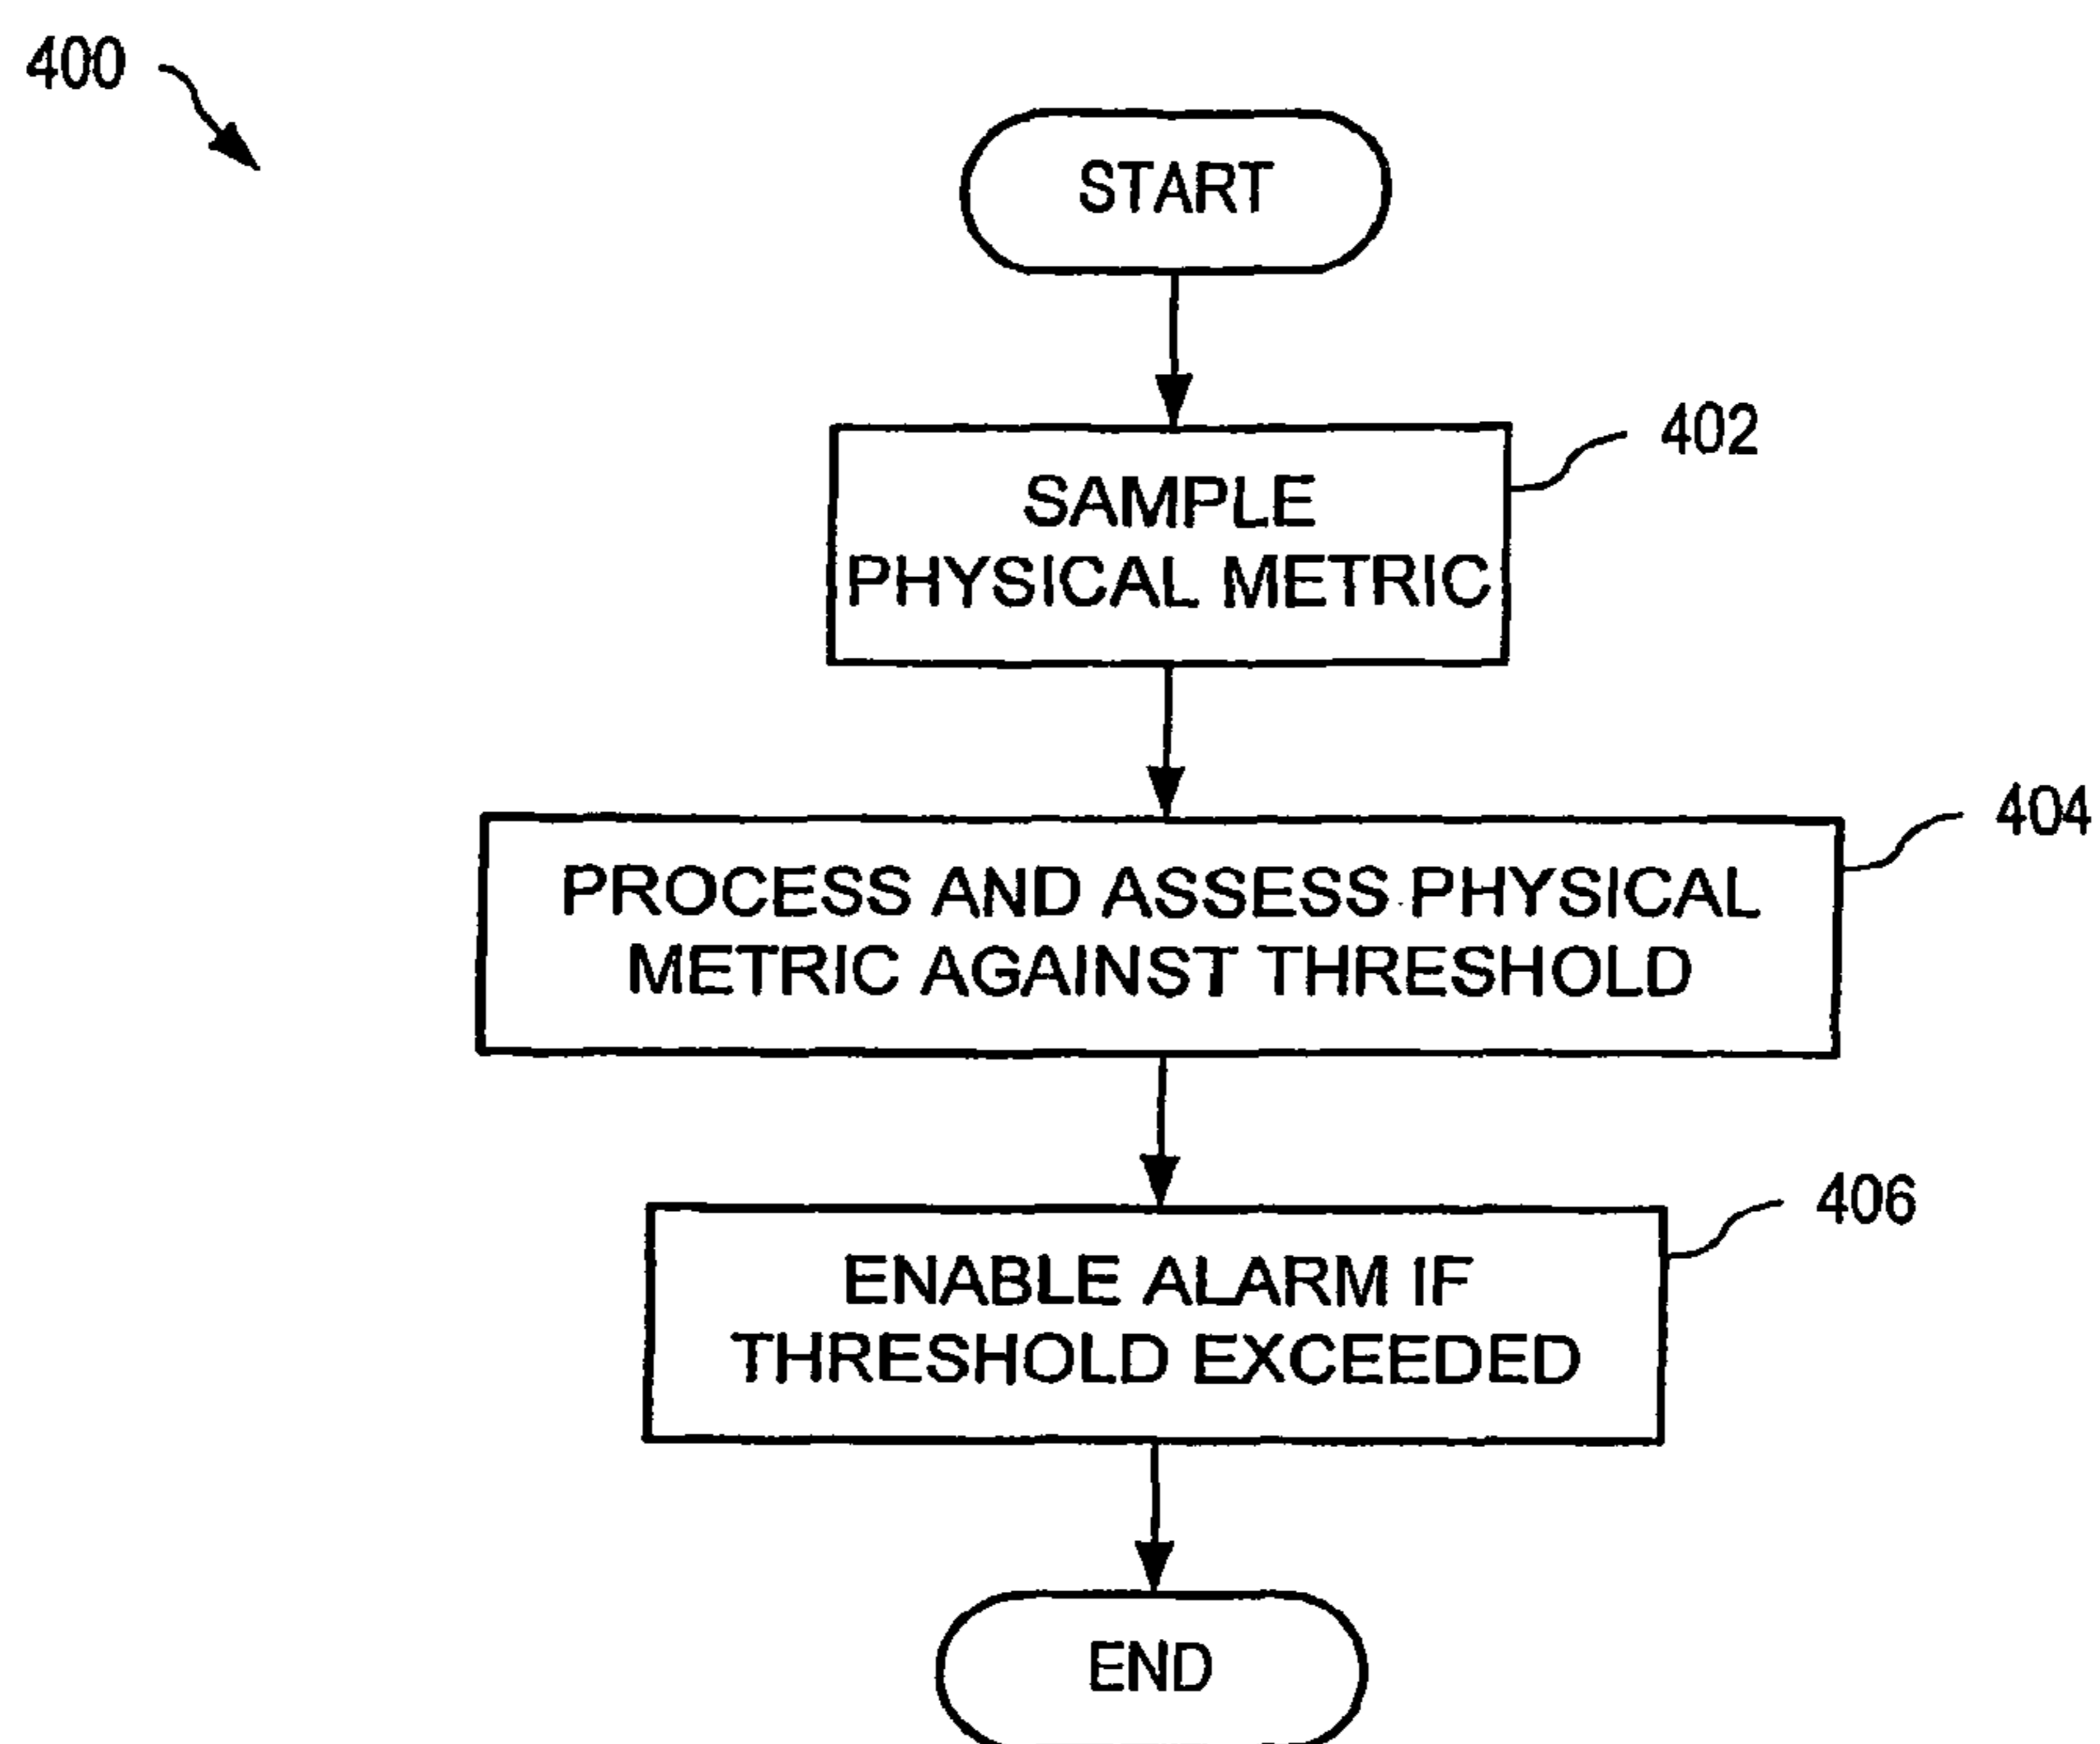 400
START
402
SAMPLE
PHYSICAL METRIC
404
PROCESS AND ASSESS PHYSICAL
METRIC AGAINST THRESHOLD
406
ENABLE ALARM IF
THRESHOLD EXCEEDED
END